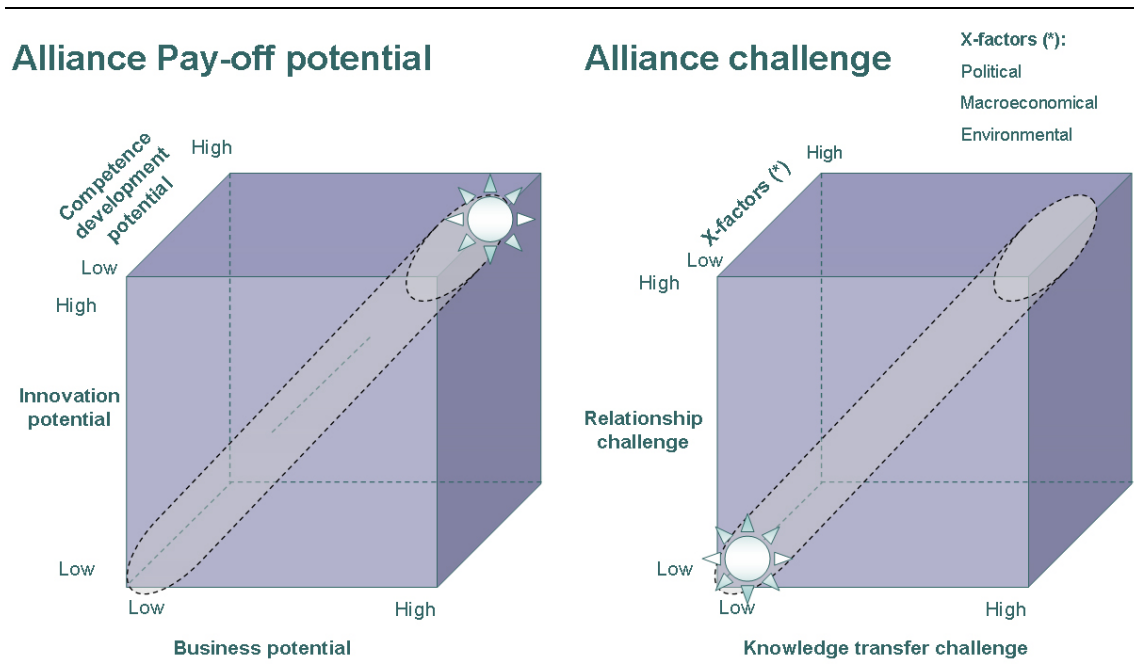 Alliance Pay-off potential
Competence
development
potential
High
Low
High
Innovation
potential
Low
Low
High
Business potential
Alliance challenge
X-factors (*):
Political
Macroeconomical
Environmental
X-factors (*)
High
Low
High
Relationship
challenge
Low
Low
High
Knowledge transfer challenge